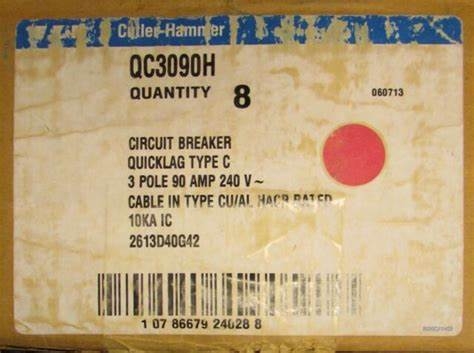 Cutler-Hammer
QC3090H
QUANTITY 8
060713
CIRCUIT BREAKER
QUICKLAG TYPE C
3 POLE 90 AMP 240 V~
CABLE IN TYPE CU/AL HACR RATED
10KA IC
2613D40G42
1 07 86679 24028 8